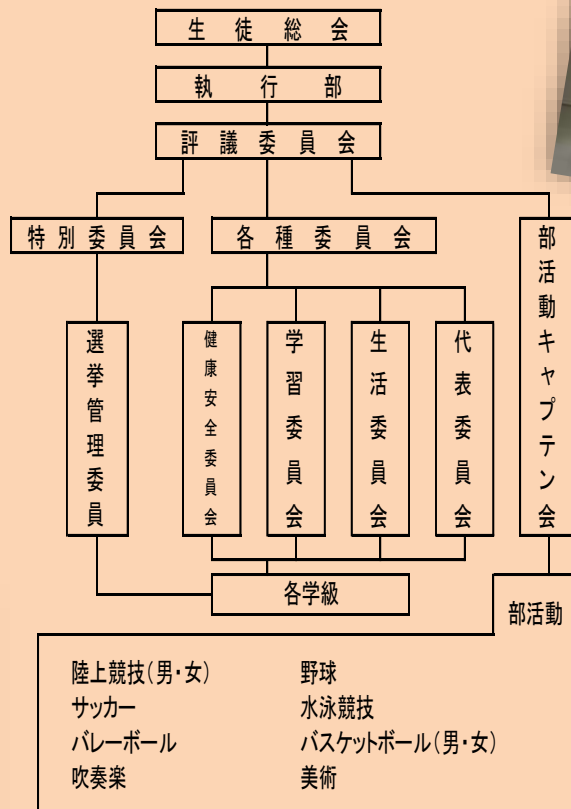 生徒総会
執行部
評議委員会
特別委員会
各種委員会
部活動キャプテン会
選挙管理委員
健康安全委員会
学習委員会
生活委員会
代表委員会
各学級
部活動
陸上競技(男・女)
野球
サッカー
水泳競技
バレーボール
バスケットボール(男・女)
吹奏楽
美術